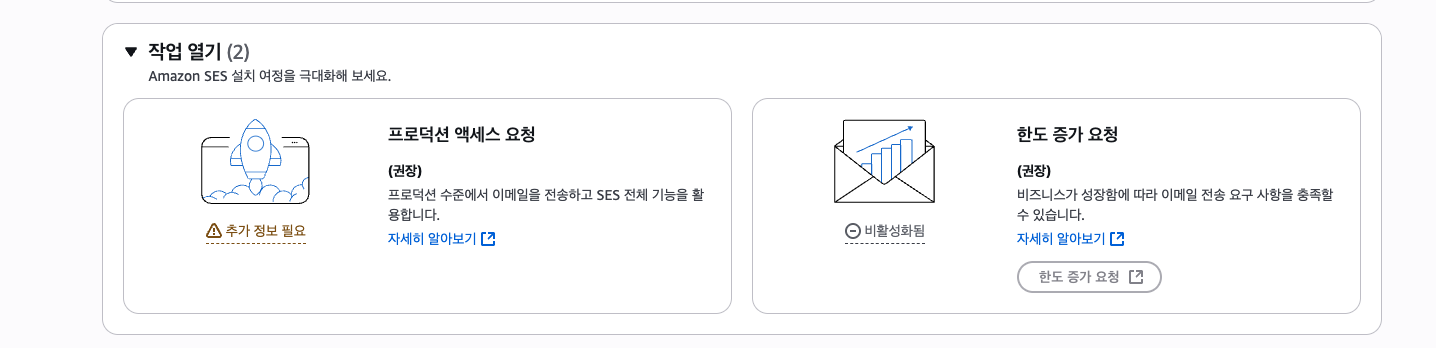 작업 열기 (2)
Amazon SES 설치 여정을 극대화해 보세요.
프로덕션 액세스 요청
(권장)
프로덕션 수준에서 이메일을 전송하고 SES 전체 기능을 활
용합니다.
자세히 알아보기
추가 정보 필요
한도 증가 요청
(권장)
비즈니스가 성장함에 따라 이메일 전송 요구 사항을 충족할
수 있습니다.
자세히 알아보기
비활성화됨
한도 증가 요청